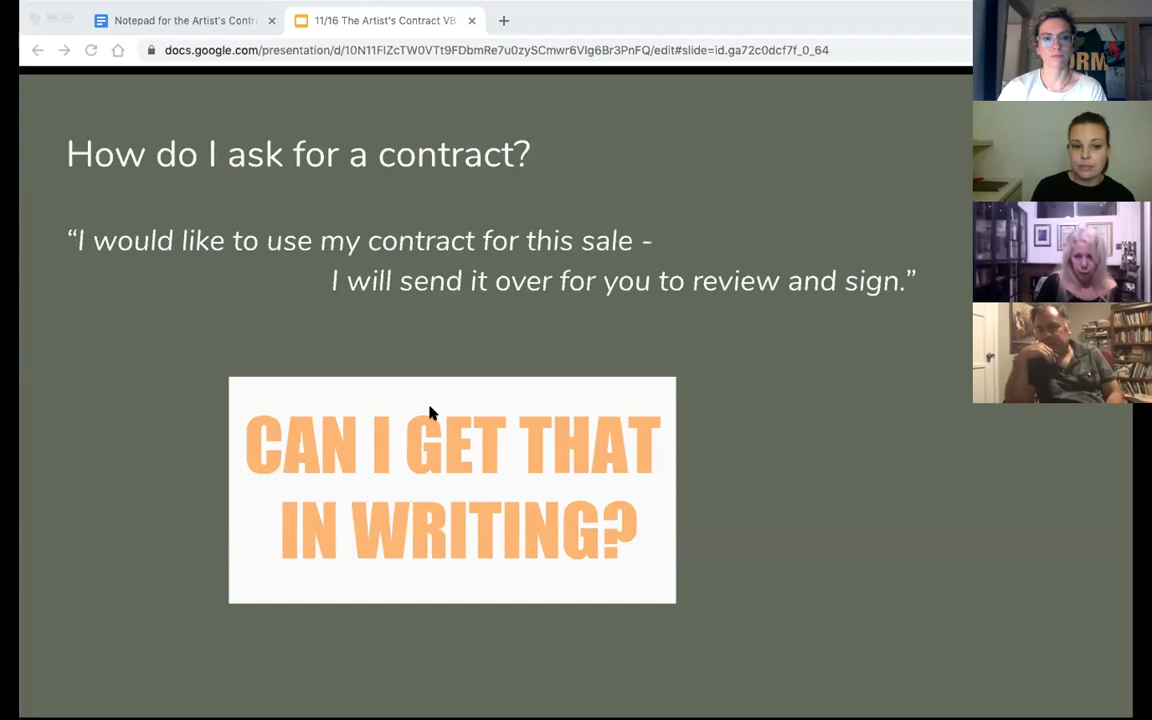 Notepad for the Artist's Contr
11/16 The Artist's Contract VB
docs.google.com/presentation/d/10N11FlZcTW0VTt9FDbmRe7u0zySCmwr6VIg6Br3PnFQ/edit#slide=id.ga72c0dcf7f_0_64
ORM
How do I ask for a contract?
“I would like to use my contract for this sale -
I will send it over for you to review and sign.”
CAN I GET THAT
IN WRITING?